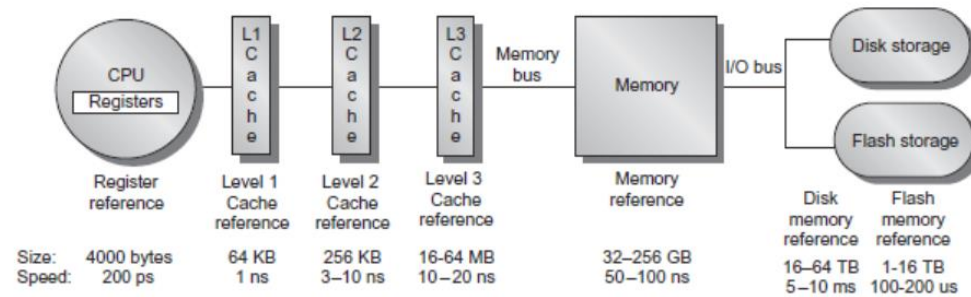 CPU
Registers
L1
C
a
c
h
e
L2
C
a
c
h
e
L3
C
a
c
h
e
Memory
bus
Memory
I/O bus
Disk storage
Flash storage
Register
reference
Level 1
Cache
reference
Level 2
Cache
reference
Level 3
Cache
reference
Memory
reference
Disk
memory
reference
Flash
memory
reference
Size: 4000 bytes 64 KB 256 KB 16-64 MB 32–256 GB 16–64 TB 1-16 TB
Speed: 200 ps 1 ns 3–10 ns 10–20 ns 50–100 ns 5–10 ms 100-200 us